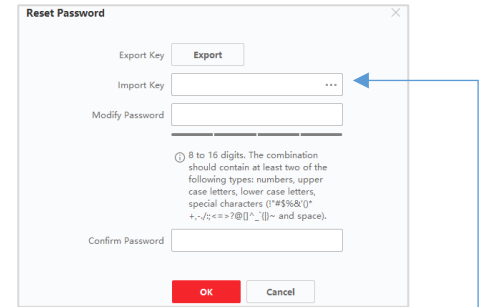 Reset Password
Export Key Export
Import Key ...
Modify Password
8 to 16 digits. The combination
should contain at least two of the
following types: numbers, upper
case letters, lower case letters,
special characters (!"#$%&'()*
+,-./:;<=>?@[]^_`{|}~ and space).
Confirm Password
OK Cancel